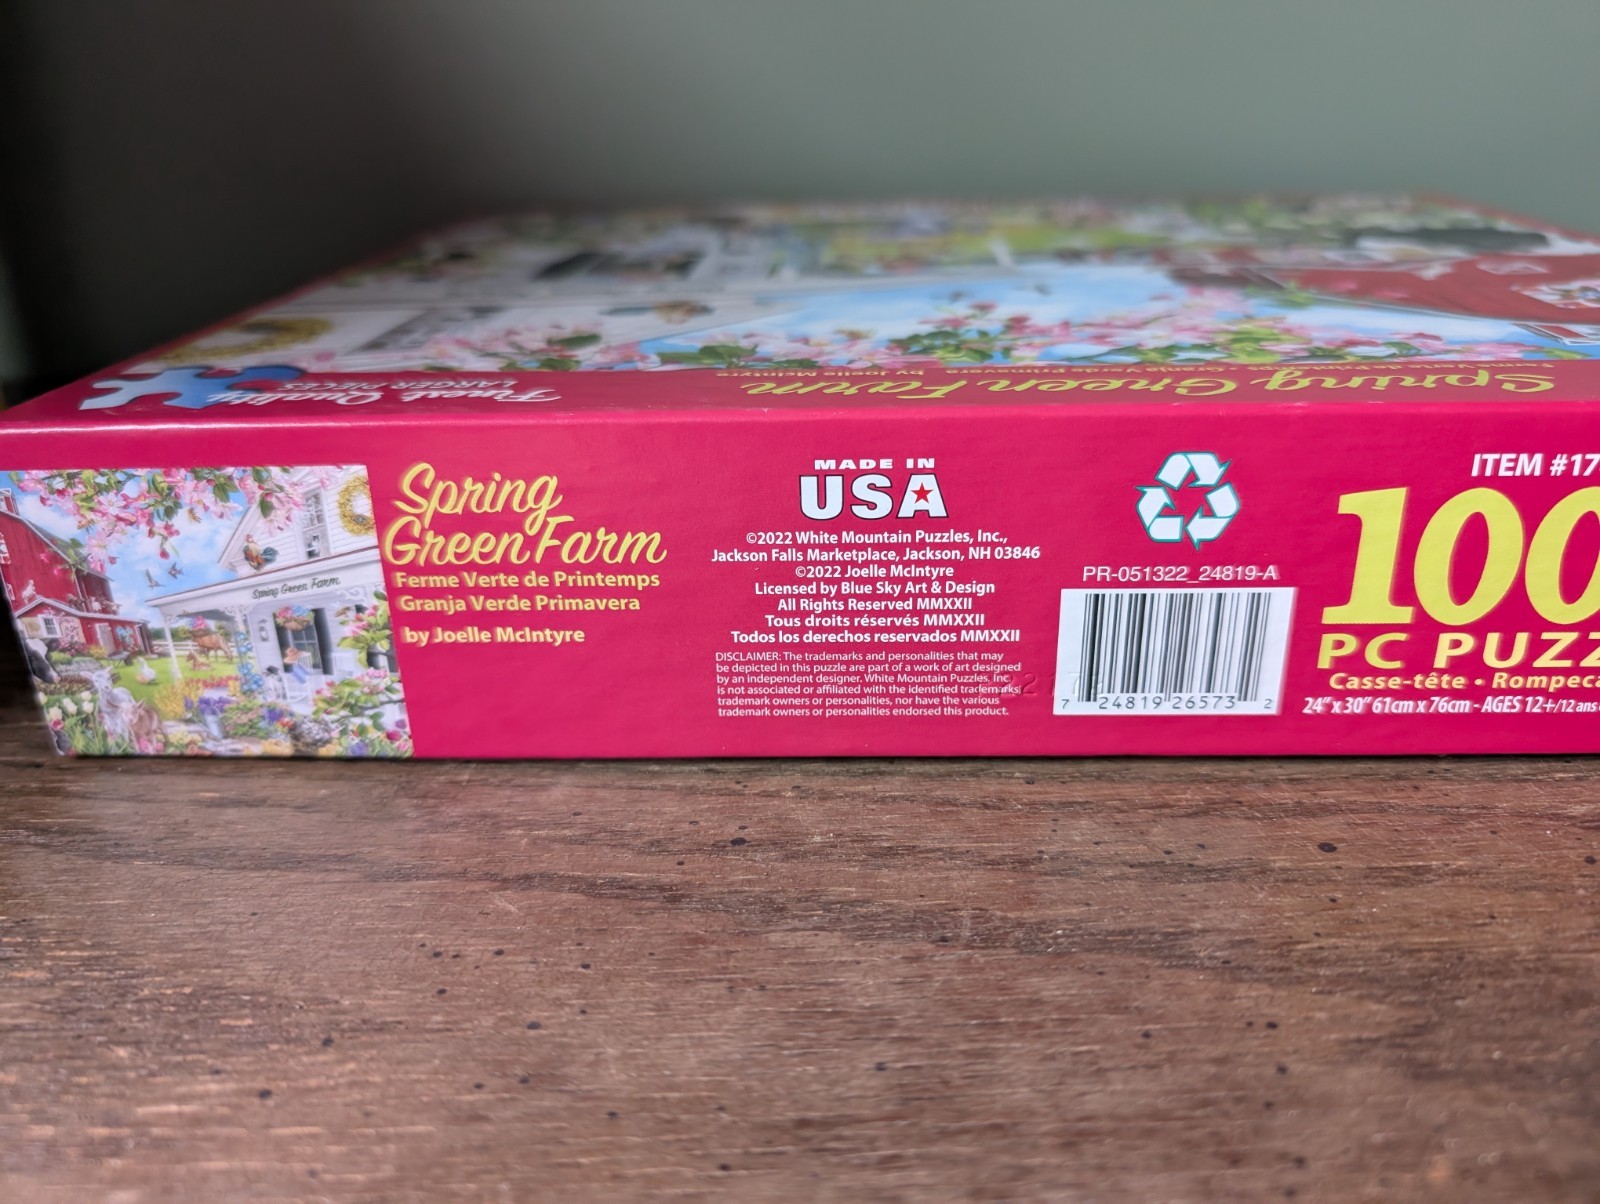 Finest Quality
LARGER PIECES
Spring Green Farm
by Joelle
Spring
Green Farm
Ferme Verte de Printemps
Granja Verde Primavera
by Joelle McIntyre
Spring Green Farm
MADE IN
USA
©2022 White Mountain Puzzles, Inc.,
Jackson Falls Marketplace, Jackson, NH 03846
©2022 Joelle McIntyre
Licensed by Blue Sky Art & Design
All Rights Reserved MMXXII
Tous droits réservés MMXXII
Todos los derechos reservados MMXXII
DISCLAIMER: The trademarks and personalities that may
be depicted in this puzzle are part of a work of art designed
by an independent designer. White Mountain Puzzles, Inc.
is not associated or affiliated with the identified trademarks,
trademark owners or personalities, nor have the various
trademark owners or personalities endorsed this product.
PR-051322_24819-A
7 24819 26573 2
ITEM #17
100
PC PUZZ
Casse-tête • Rompeca
24" x 30" 61cm x 76cm - AGES 12+/12 ans